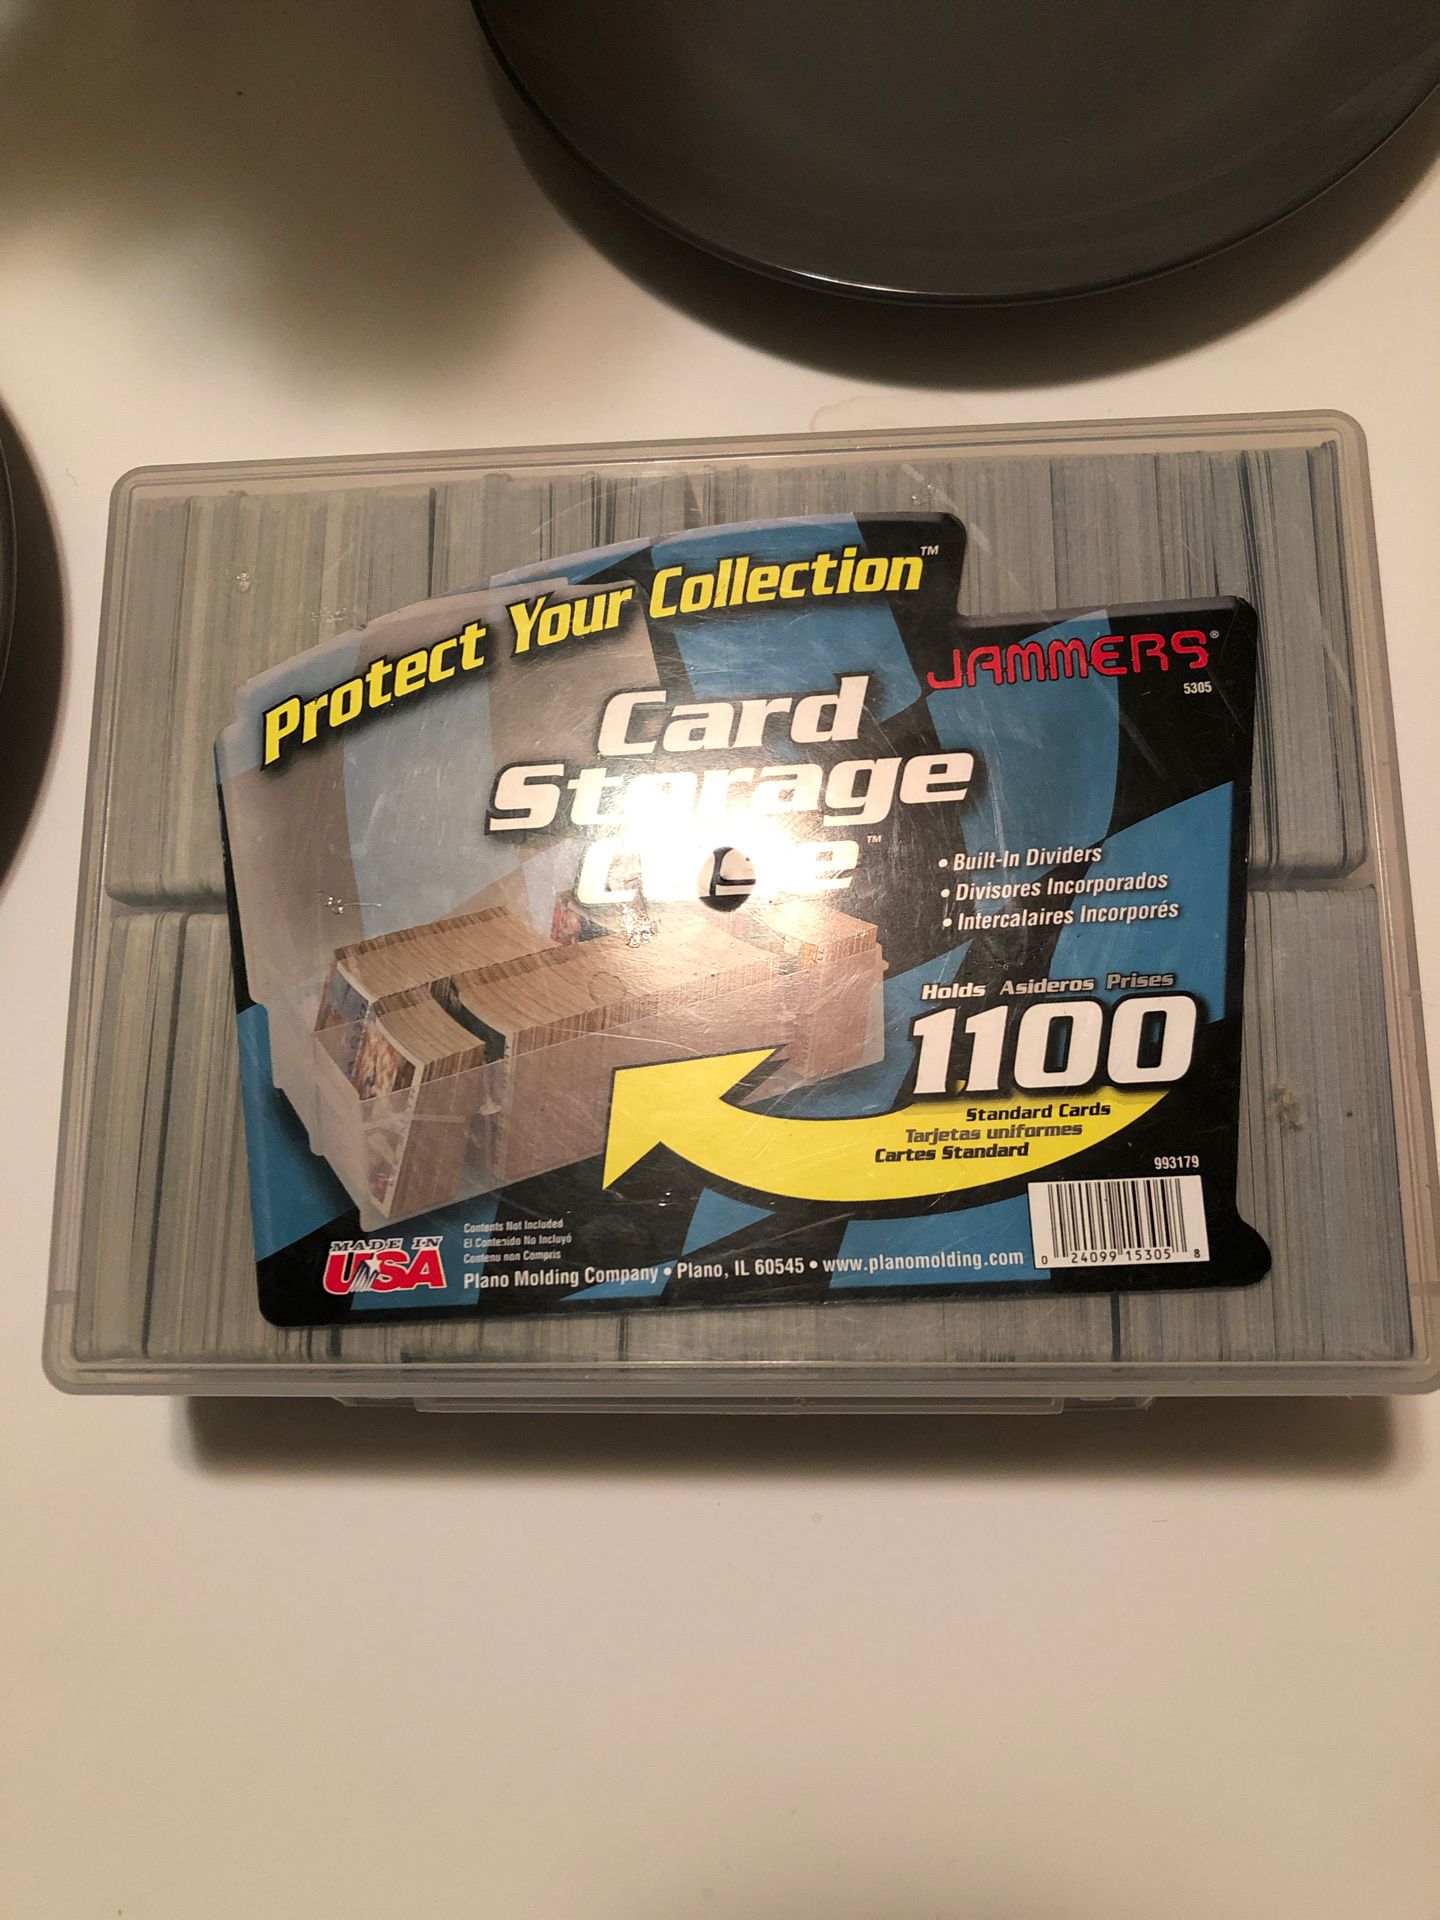 Protect Your Collection™
JAMMERS®
5305
Card
Storage
Case™
• Built-In Dividers
• Divisores Incorporados
• Intercalaires Incorporés
Holds Asideros Prises
1100
Standard Cards
Tarjetas uniformes
Cartes Standard
993179
0 24099 15305 8
MADE IN
USA
Contents Not Included
El Contenido No Incluyó
Contenu non Compris
Plano Molding Company • Plano, IL 60545 • www.planomolding.com